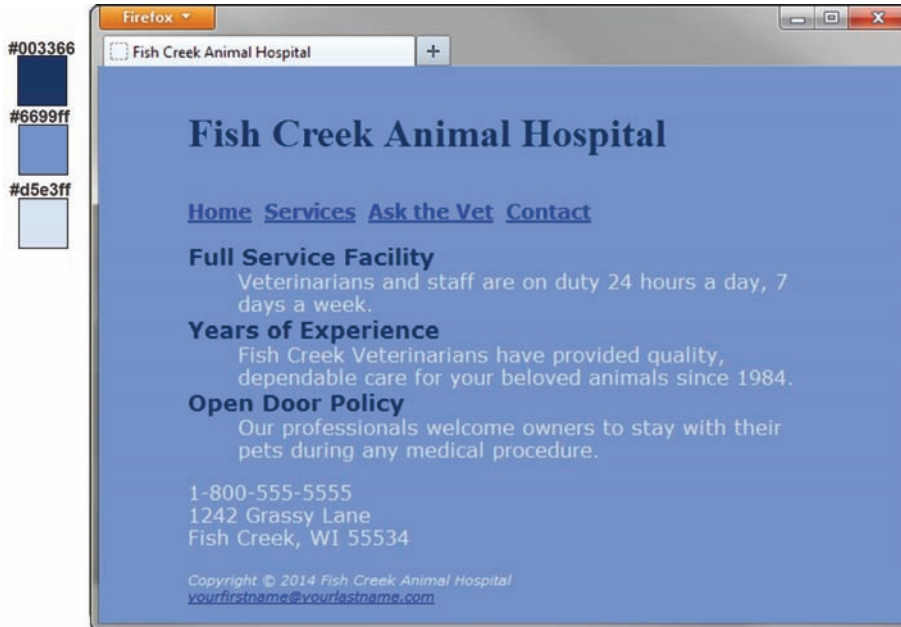 Firefox
#003366
Fish Creek Animal Hospital
+
#6699ff
Fish Creek Animal Hospital
#d5e3ff
Home Services Ask the Vet Contact
Full Service Facility
Veterinarians and staff are on duty 24 hours a day, 7
days a week.
Years of Experience
Fish Creek Veterinarians have provided quality,
dependable care for your beloved animals since 1984.
Open Door Policy
Our professionals welcome owners to stay with their
pets during any medical procedure.
1-800-555-5555
1242 Grassy Lane
Fish Creek, WI 55534
Copyright © 2014 Fish Creek Animal Hospital
yourfirstname@yourlastname.com